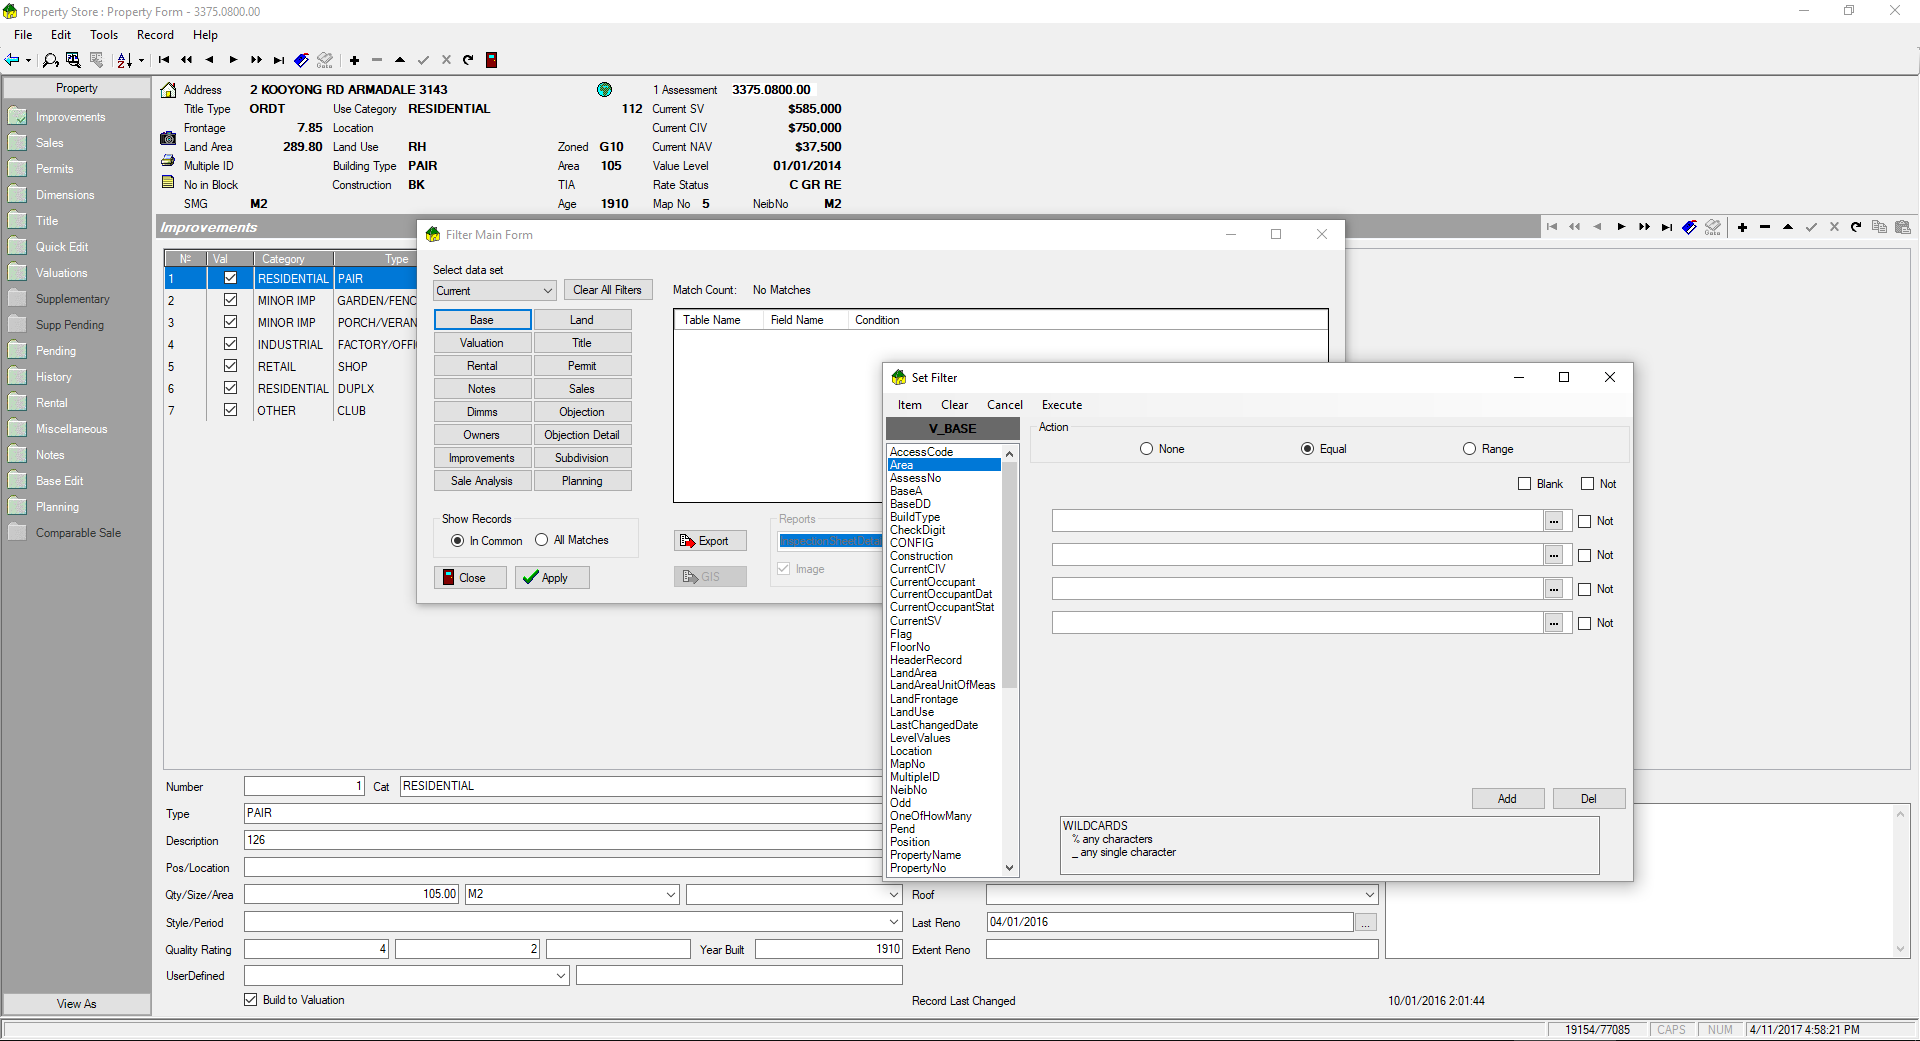 Property Store : Property Form - 3375.0800.00
File Edit Tools Record Help
Property
Improvements
Sales
Permits
Dimensions
Title
Quick Edit
Valuations
Supplementary
Supp Pending
Pending
History
Rental
Miscellaneous
Notes
Base Edit
Planning
Comparable Sale
View As
Address 2 KOOYONG RD ARMADALE 3143 1 Assessment 3375.0800.00
Title Type ORDT Use Category RESIDENTIAL 112 Current SV $585,000
Frontage 7.85 Location Current CIV $750,000
Land Area 289.80 Land Use RH Zoned G10 Current NAV $37,500
Multiple ID Building Type PAIR Area 105 Value Level 01/01/2014
No in Block Construction BK TIA Rate Status C GR RE
SMG M2 Age 1910 Map No 5 NeibNo M2
Improvements
Nº Val Category Type
1 RESIDENTIAL PAIR
2 MINOR IMP GARDEN/FENC
3 MINOR IMP PORCH/VERAN
4 INDUSTRIAL FACTORY/OFFI
5 RETAIL SHOP
6 RESIDENTIAL DUPLX
7 OTHER CLUB
Filter Main Form
Select data set
Current Clear All Filters Match Count: No Matches
Base Land
Valuation Title
Rental Permit
Notes Sales
Dimms Objection
Owners Objection Detail
Improvements Subdivision
Sale Analysis Planning
Table Name Field Name Condition
Show Records
In Common All Matches
Close Apply
Export
GIS
Reports
InspectionSheetDeta
Image
Set Filter
Item Clear Cancel Execute
V_BASE
AccessCode
Area
AssessNo
BaseA
BaseDD
BuildType
CheckDigit
CONFIG
Construction
CurrentCIV
CurrentOccupant
CurrentOccupantDat
CurrentOccupantStat
CurrentSV
Flag
FloorNo
HeaderRecord
LandArea
LandAreaUnitOfMeas
LandFrontage
LandUse
LastChangedDate
LevelValues
Location
MapNo
MultipleID
NeibNo
Odd
OneOfHowMany
Pend
Position
PropertyName
PropertyNo
Action
None Equal Range
Blank Not
... Not
... Not
... Not
... Not
Add Del
WILDCARDS
% any characters
_ any single character
Number 1 Cat RESIDENTIAL
Type PAIR
Description 126
Pos/Location
Qty/Size/Area 105.00 M2 Roof
Style/Period Last Reno 04/01/2016 ...
Quality Rating 4 2 Year Built 1910 Extent Reno
UserDefined
Build to Valuation Record Last Changed 10/01/2016 2:01:44
19154/77085 CAPS NUM 4/11/2017 4:58:21 PM